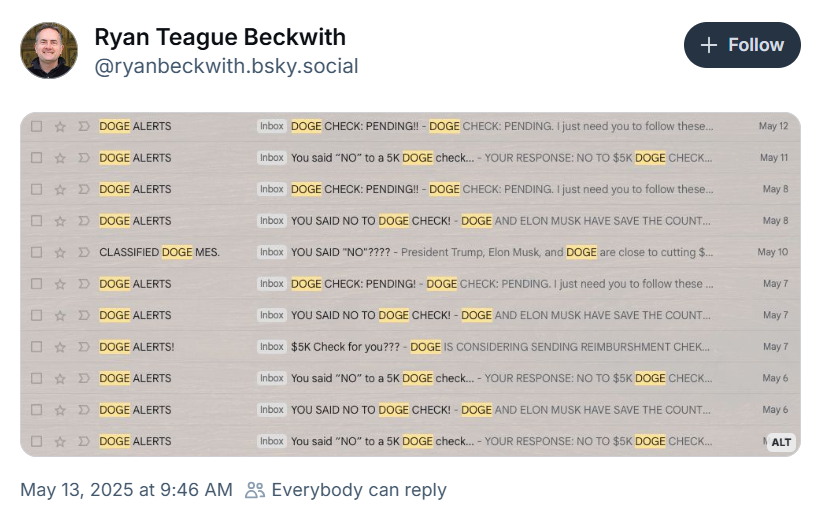 Ryan Teague Beckwith
@ryanbeckwith.bsky.social
+ Follow
DOGE ALERTS Inbox DOGE CHECK: PENDING!! - DOGE CHECK: PENDING. I just need you to follow these... May 12
DOGE ALERTS Inbox You said “NO” to a 5K DOGE check... - YOUR RESPONSE: NO TO $5K DOGE CHECK... May 11
DOGE ALERTS Inbox DOGE CHECK: PENDING!! - DOGE CHECK: PENDING. I just need you to follow these... May 8
DOGE ALERTS Inbox YOU SAID NO TO DOGE CHECK! - DOGE AND ELON MUSK HAVE SAVE THE COUNT... May 8
CLASSIFIED DOGE MES. Inbox YOU SAID "NO"???? - President Trump, Elon Musk, and DOGE are close to cutting $... May 10
DOGE ALERTS Inbox DOGE CHECK: PENDING! - DOGE CHECK: PENDING. I just need you to follow these ... May 7
DOGE ALERTS Inbox YOU SAID NO TO DOGE CHECK! - DOGE AND ELON MUSK HAVE SAVE THE COUNT... May 7
DOGE ALERTS! Inbox $5K Check for you??? - DOGE IS CONSIDERING SENDING REIMBURSHMENT CHEK... May 7
DOGE ALERTS Inbox You said “NO” to a 5K DOGE check... - YOUR RESPONSE: NO TO $5K DOGE CHECK... May 6
DOGE ALERTS Inbox YOU SAID NO TO DOGE CHECK! - DOGE AND ELON MUSK HAVE SAVE THE COUNT... May 6
DOGE ALERTS Inbox You said “NO” to a 5K DOGE check... - YOUR RESPONSE: NO TO $5K DOGE CHECK... ALT
May 13, 2025 at 9:46 AM Everybody can reply